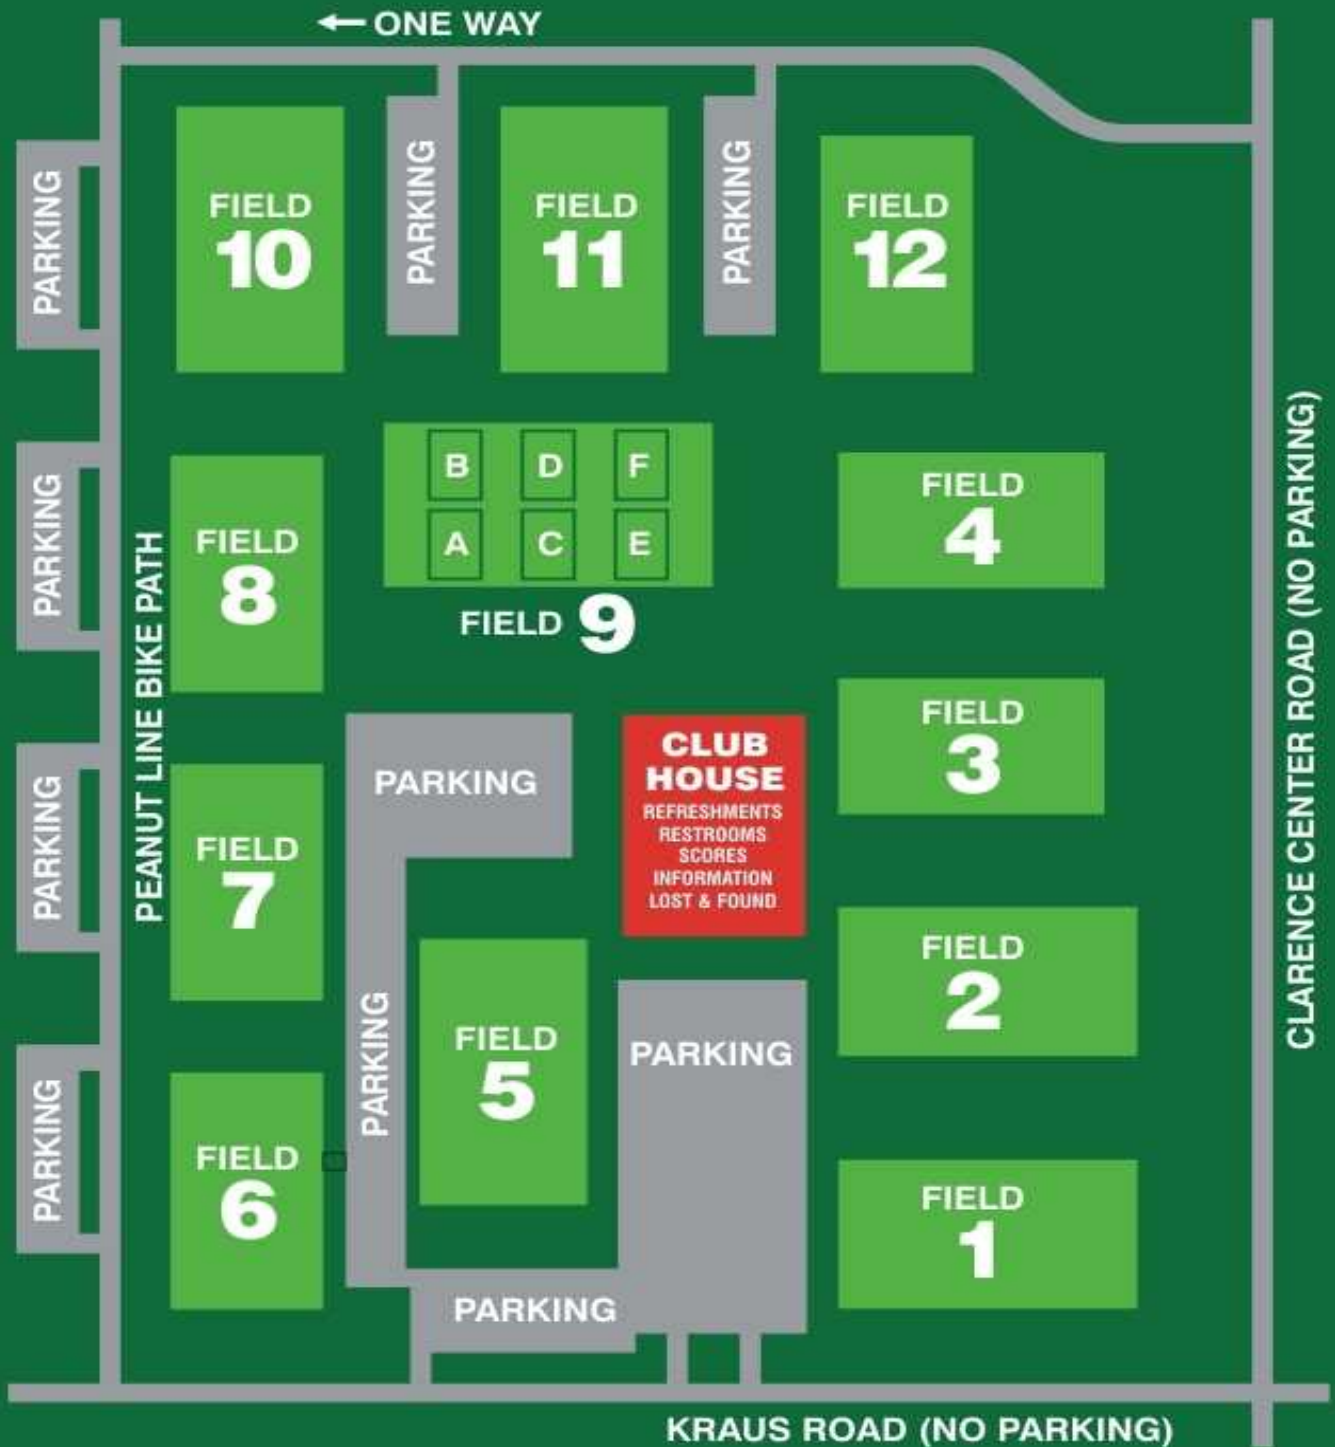 ← ONE WAY
PARKING
FIELD
10
PARKING
FIELD
11
PARKING
FIELD
12
PARKING
PEANUT LINE BIKE PATH
FIELD
8
B D F
A C E
FIELD 9
FIELD
4
CLARENCE CENTER ROAD (NO PARKING)
FIELD
3
PARKING
FIELD
7
PARKING
CLUB
HOUSE
REFRESHMENTS
RESTROOMS
SCORES
INFORMATION
LOST & FOUND
FIELD
2
PARKING
FIELD
6
PARKING
FIELD
5
PARKING
PARKING
FIELD
1
KRAUS ROAD (NO PARKING)